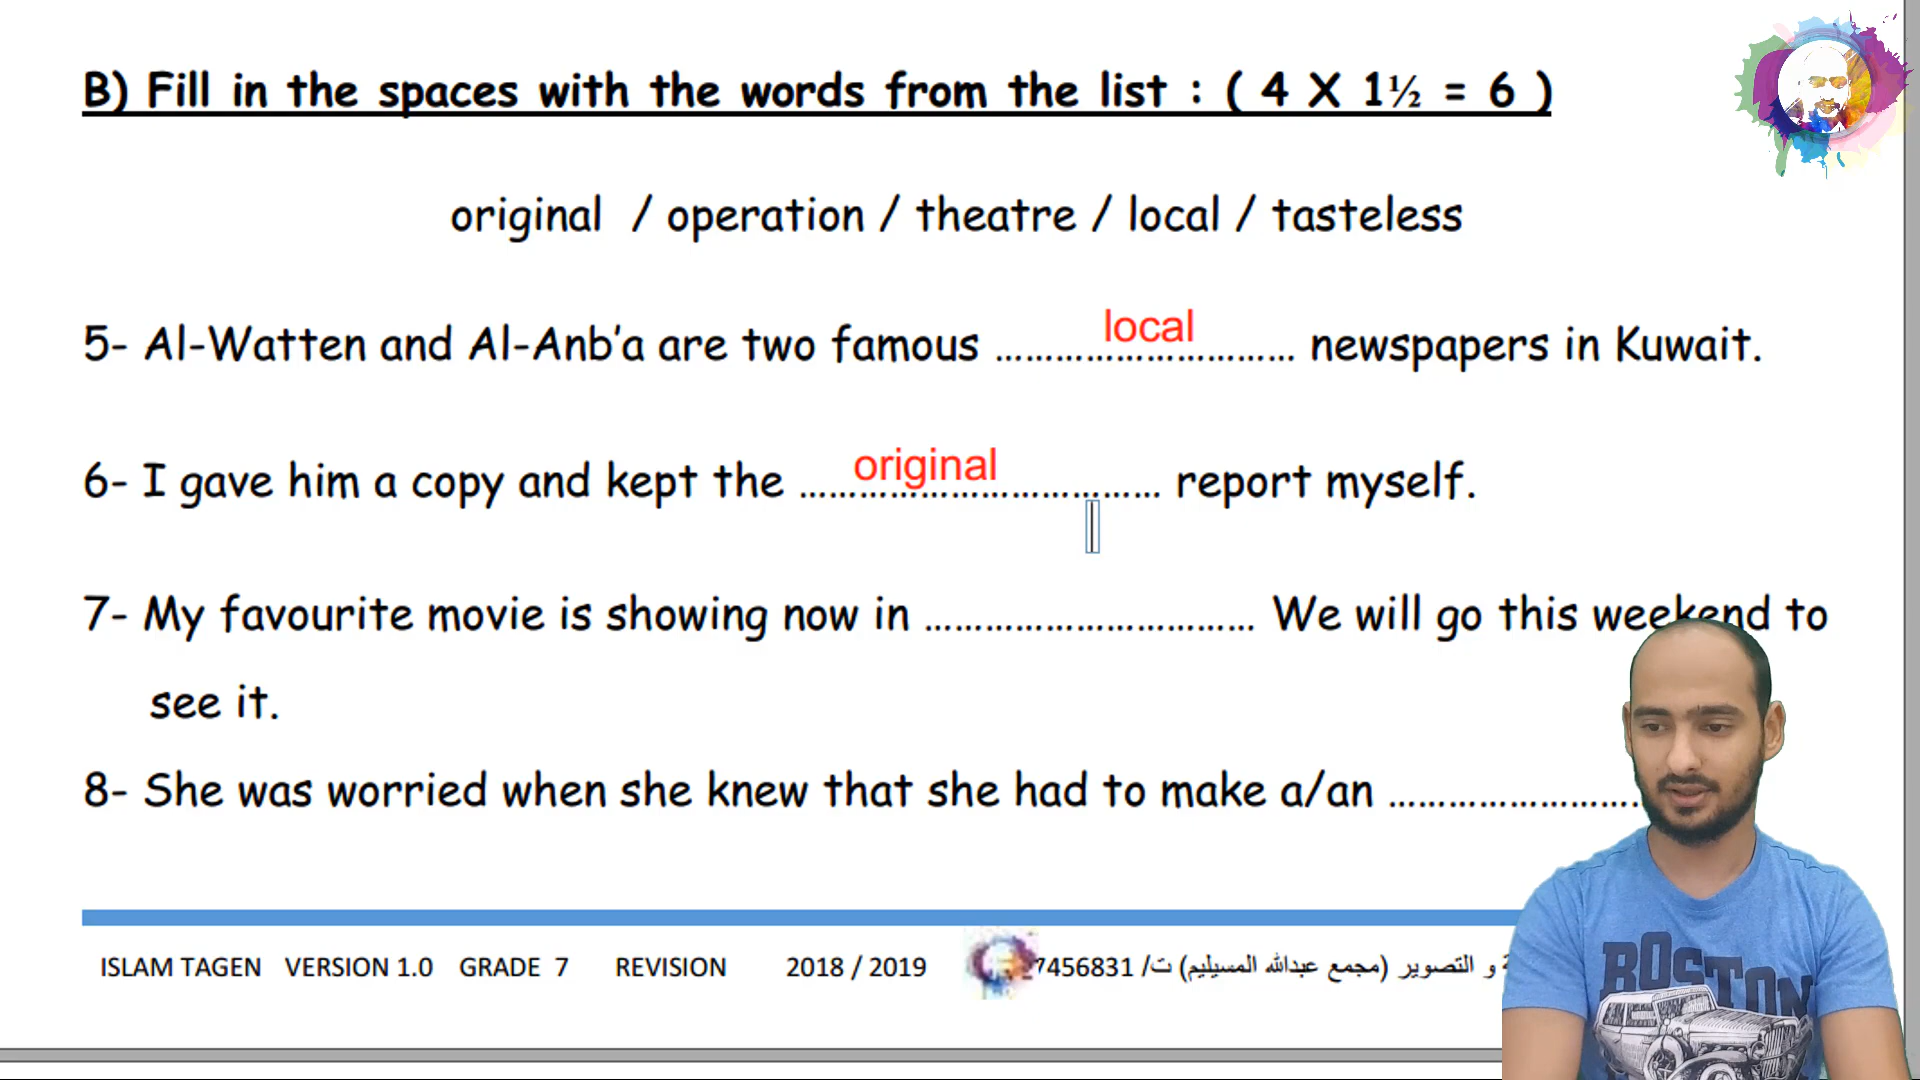 B) Fill in the spaces with the words from the list : ( 4 X 1½ = 6 )
original / operation / theatre / local / tasteless
5- Al-Watten and Al-Anb'a are two famous local ………………………… newspapers in Kuwait.
6- I gave him a copy and kept the original ……………………………… report myself.
7- My favourite movie is showing now in …………………………… We will go this weekend to
see it.
8- She was worried when she knew that she had to make a/an ……………………
ISLAM TAGEN VERSION 1.0 GRADE 7 REVISION 2018 / 2019 و التصوير (مجمع عبدالله المسيليم) ت/ 7456831
BOSTON